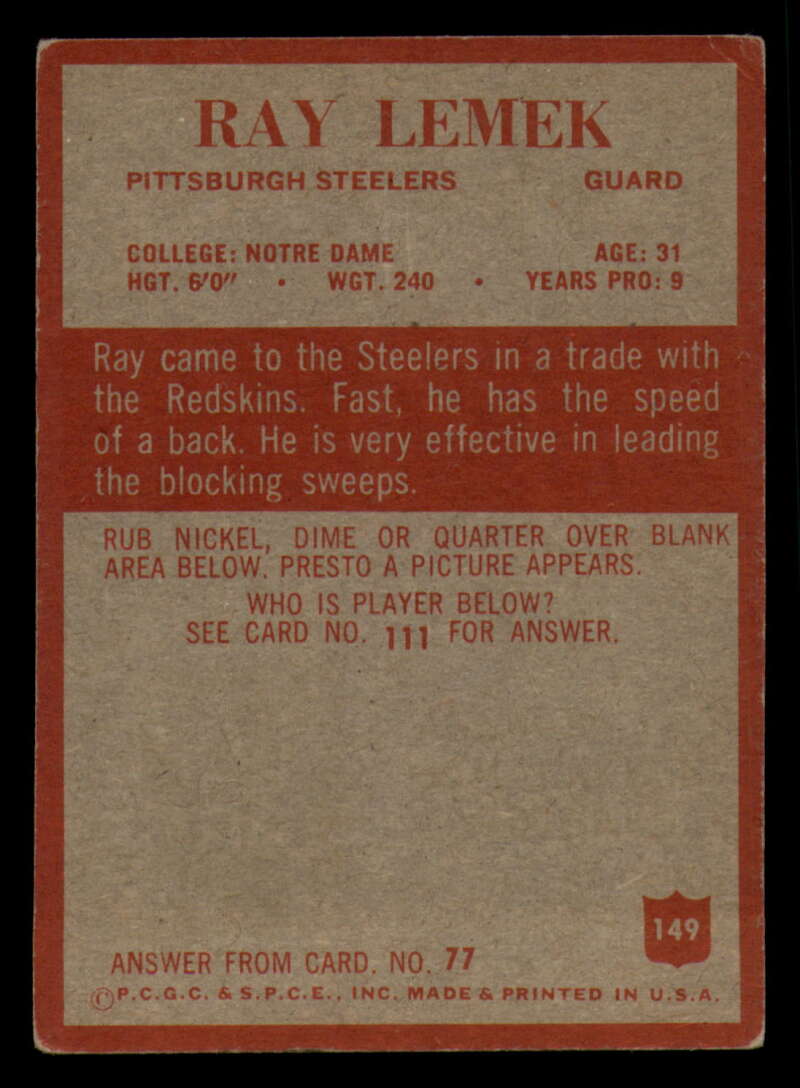 RAY LEMEK
PITTSBURGH STEELERS GUARD
COLLEGE: NOTRE DAME AGE: 31
HGT. 6'0" • WGT. 240 • YEARS PRO: 9
Ray came to the Steelers in a trade with
the Redskins. Fast, he has the speed
of a back. He is very effective in leading
the blocking sweeps.
RUB NICKEL, DIME OR QUARTER OVER BLANK
AREA BELOW. PRESTO A PICTURE APPEARS.
WHO IS PLAYER BELOW?
SEE CARD NO. 111 FOR ANSWER.
149
ANSWER FROM CARD. NO. 77
©P.C.G.C. & S.P.C.E., INC. MADE & PRINTED IN U.S.A.